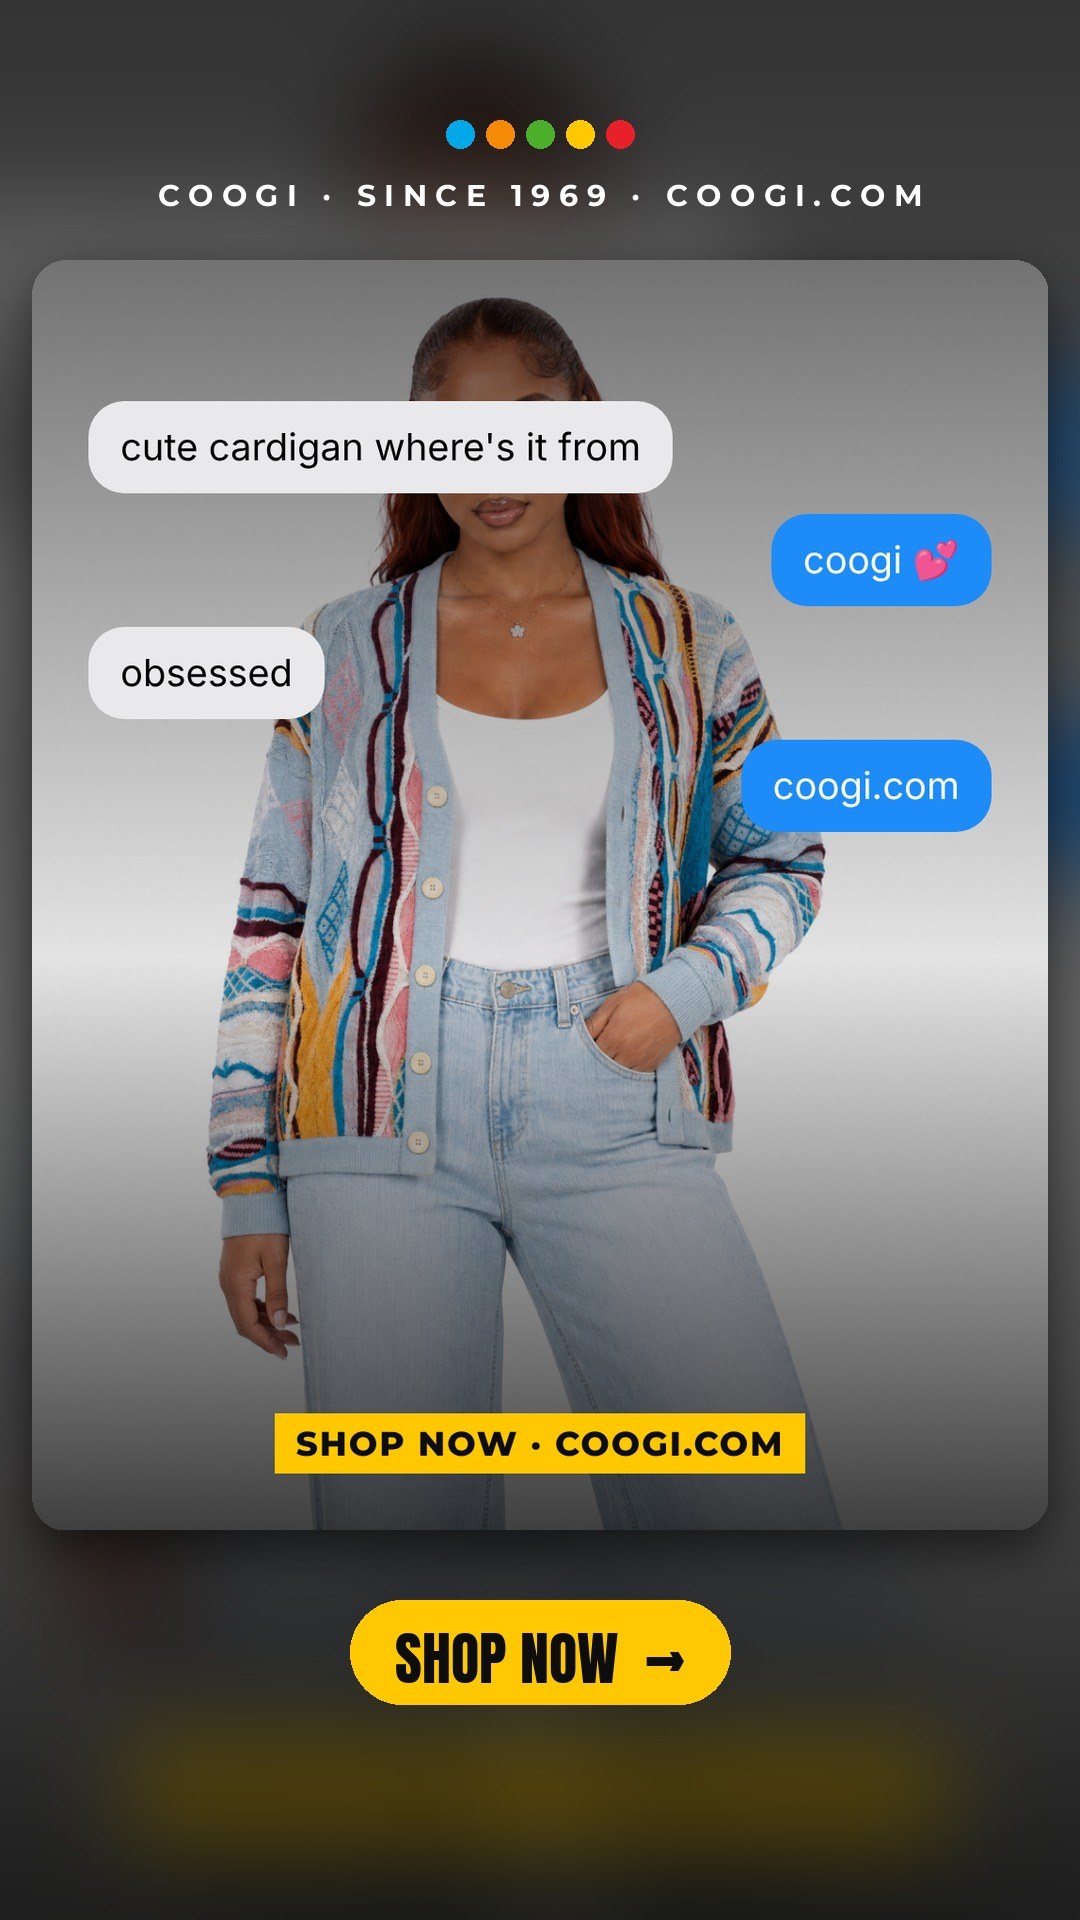 COOGI · SINCE 1969 · COOGI.COM
cute cardigan where's it from
coogi 💕
obsessed
coogi.com
SHOP NOW · COOGI.COM
SHOP NOW →